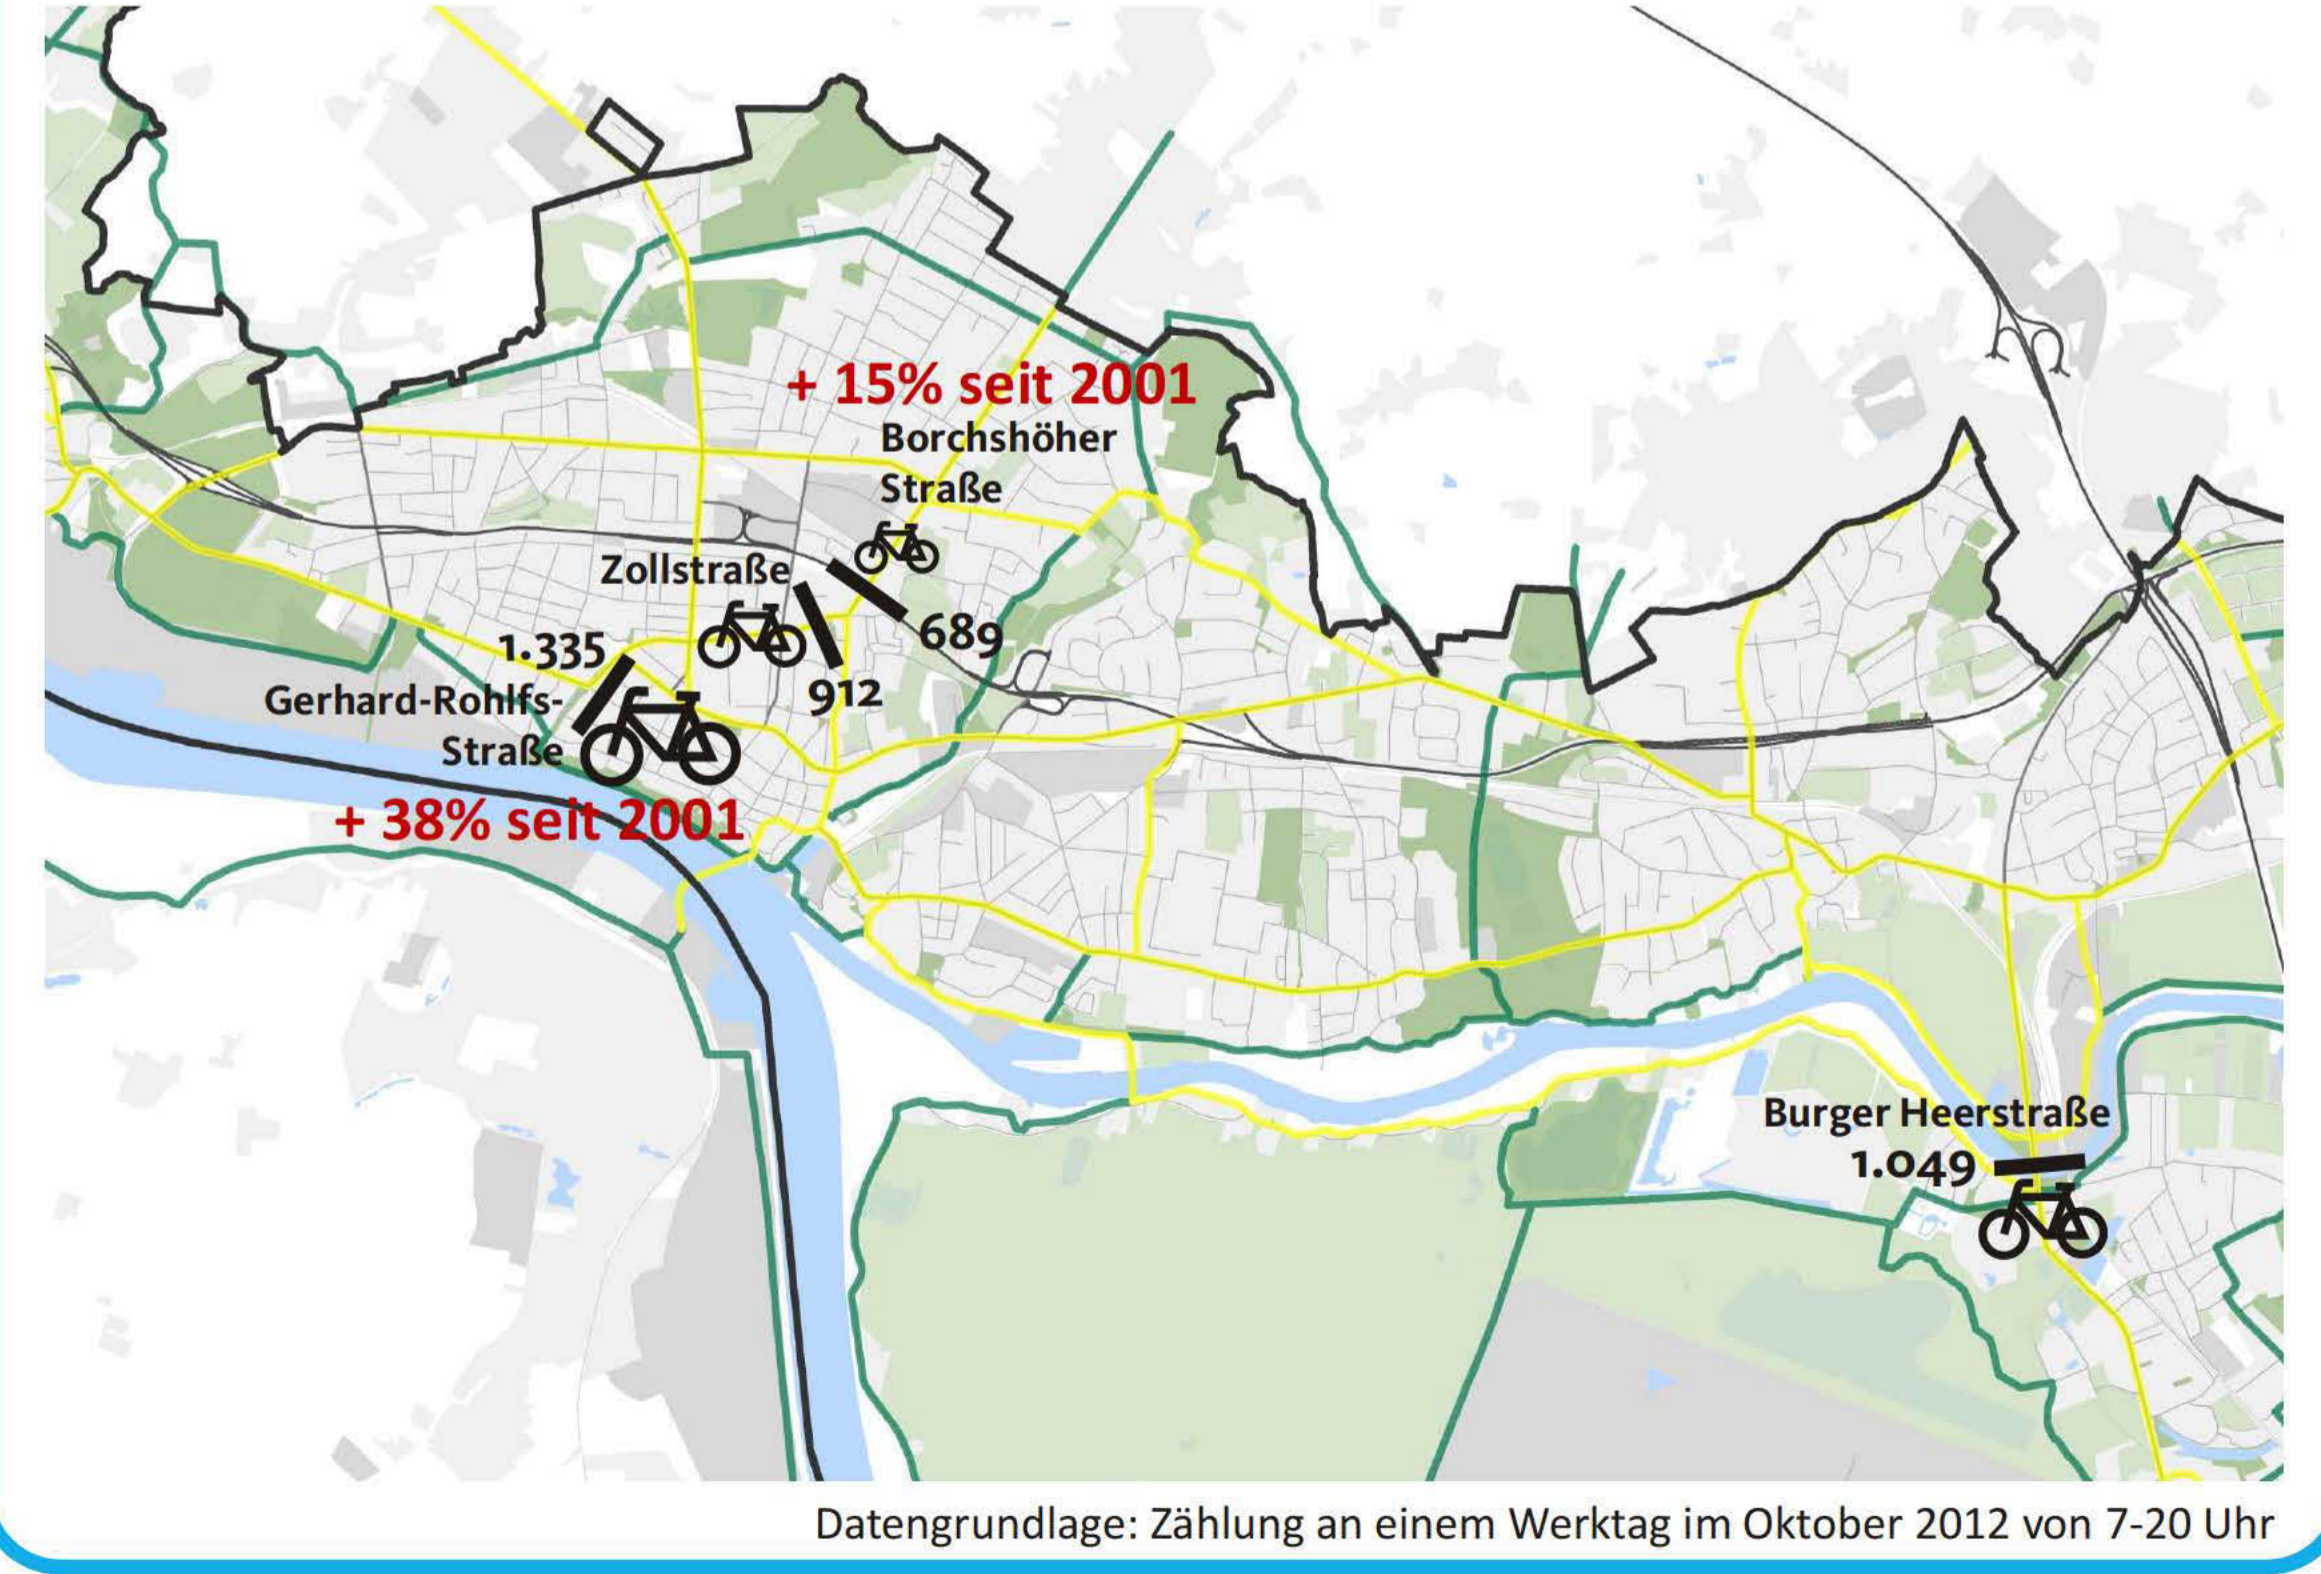 + 15% seit 2001
Borchshöher
Straße
Zollstraße
689
1.335
912
Gerhard-Rohlfs-
Straße
+ 38% seit 2001
Burger Heerstraße
1.049
Datengrundlage: Zählung an einem Werktag im Oktober 2012 von 7-20 Uhr